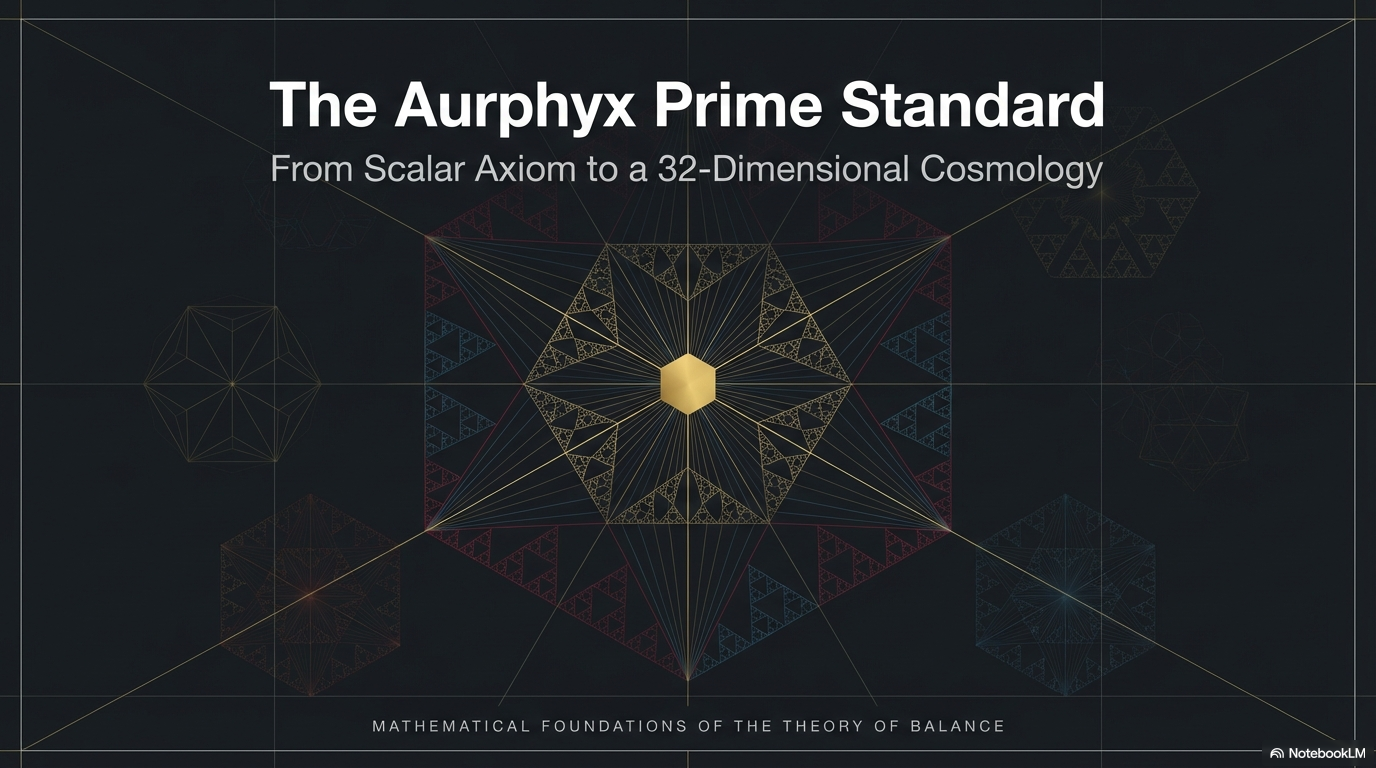 The Aurphyx Prime Standard
From Scalar Axiom to a 32-Dimensional Cosmology
MATHEMATICAL FOUNDATIONS OF THE THEORY OF BALANCE
NotebookLM